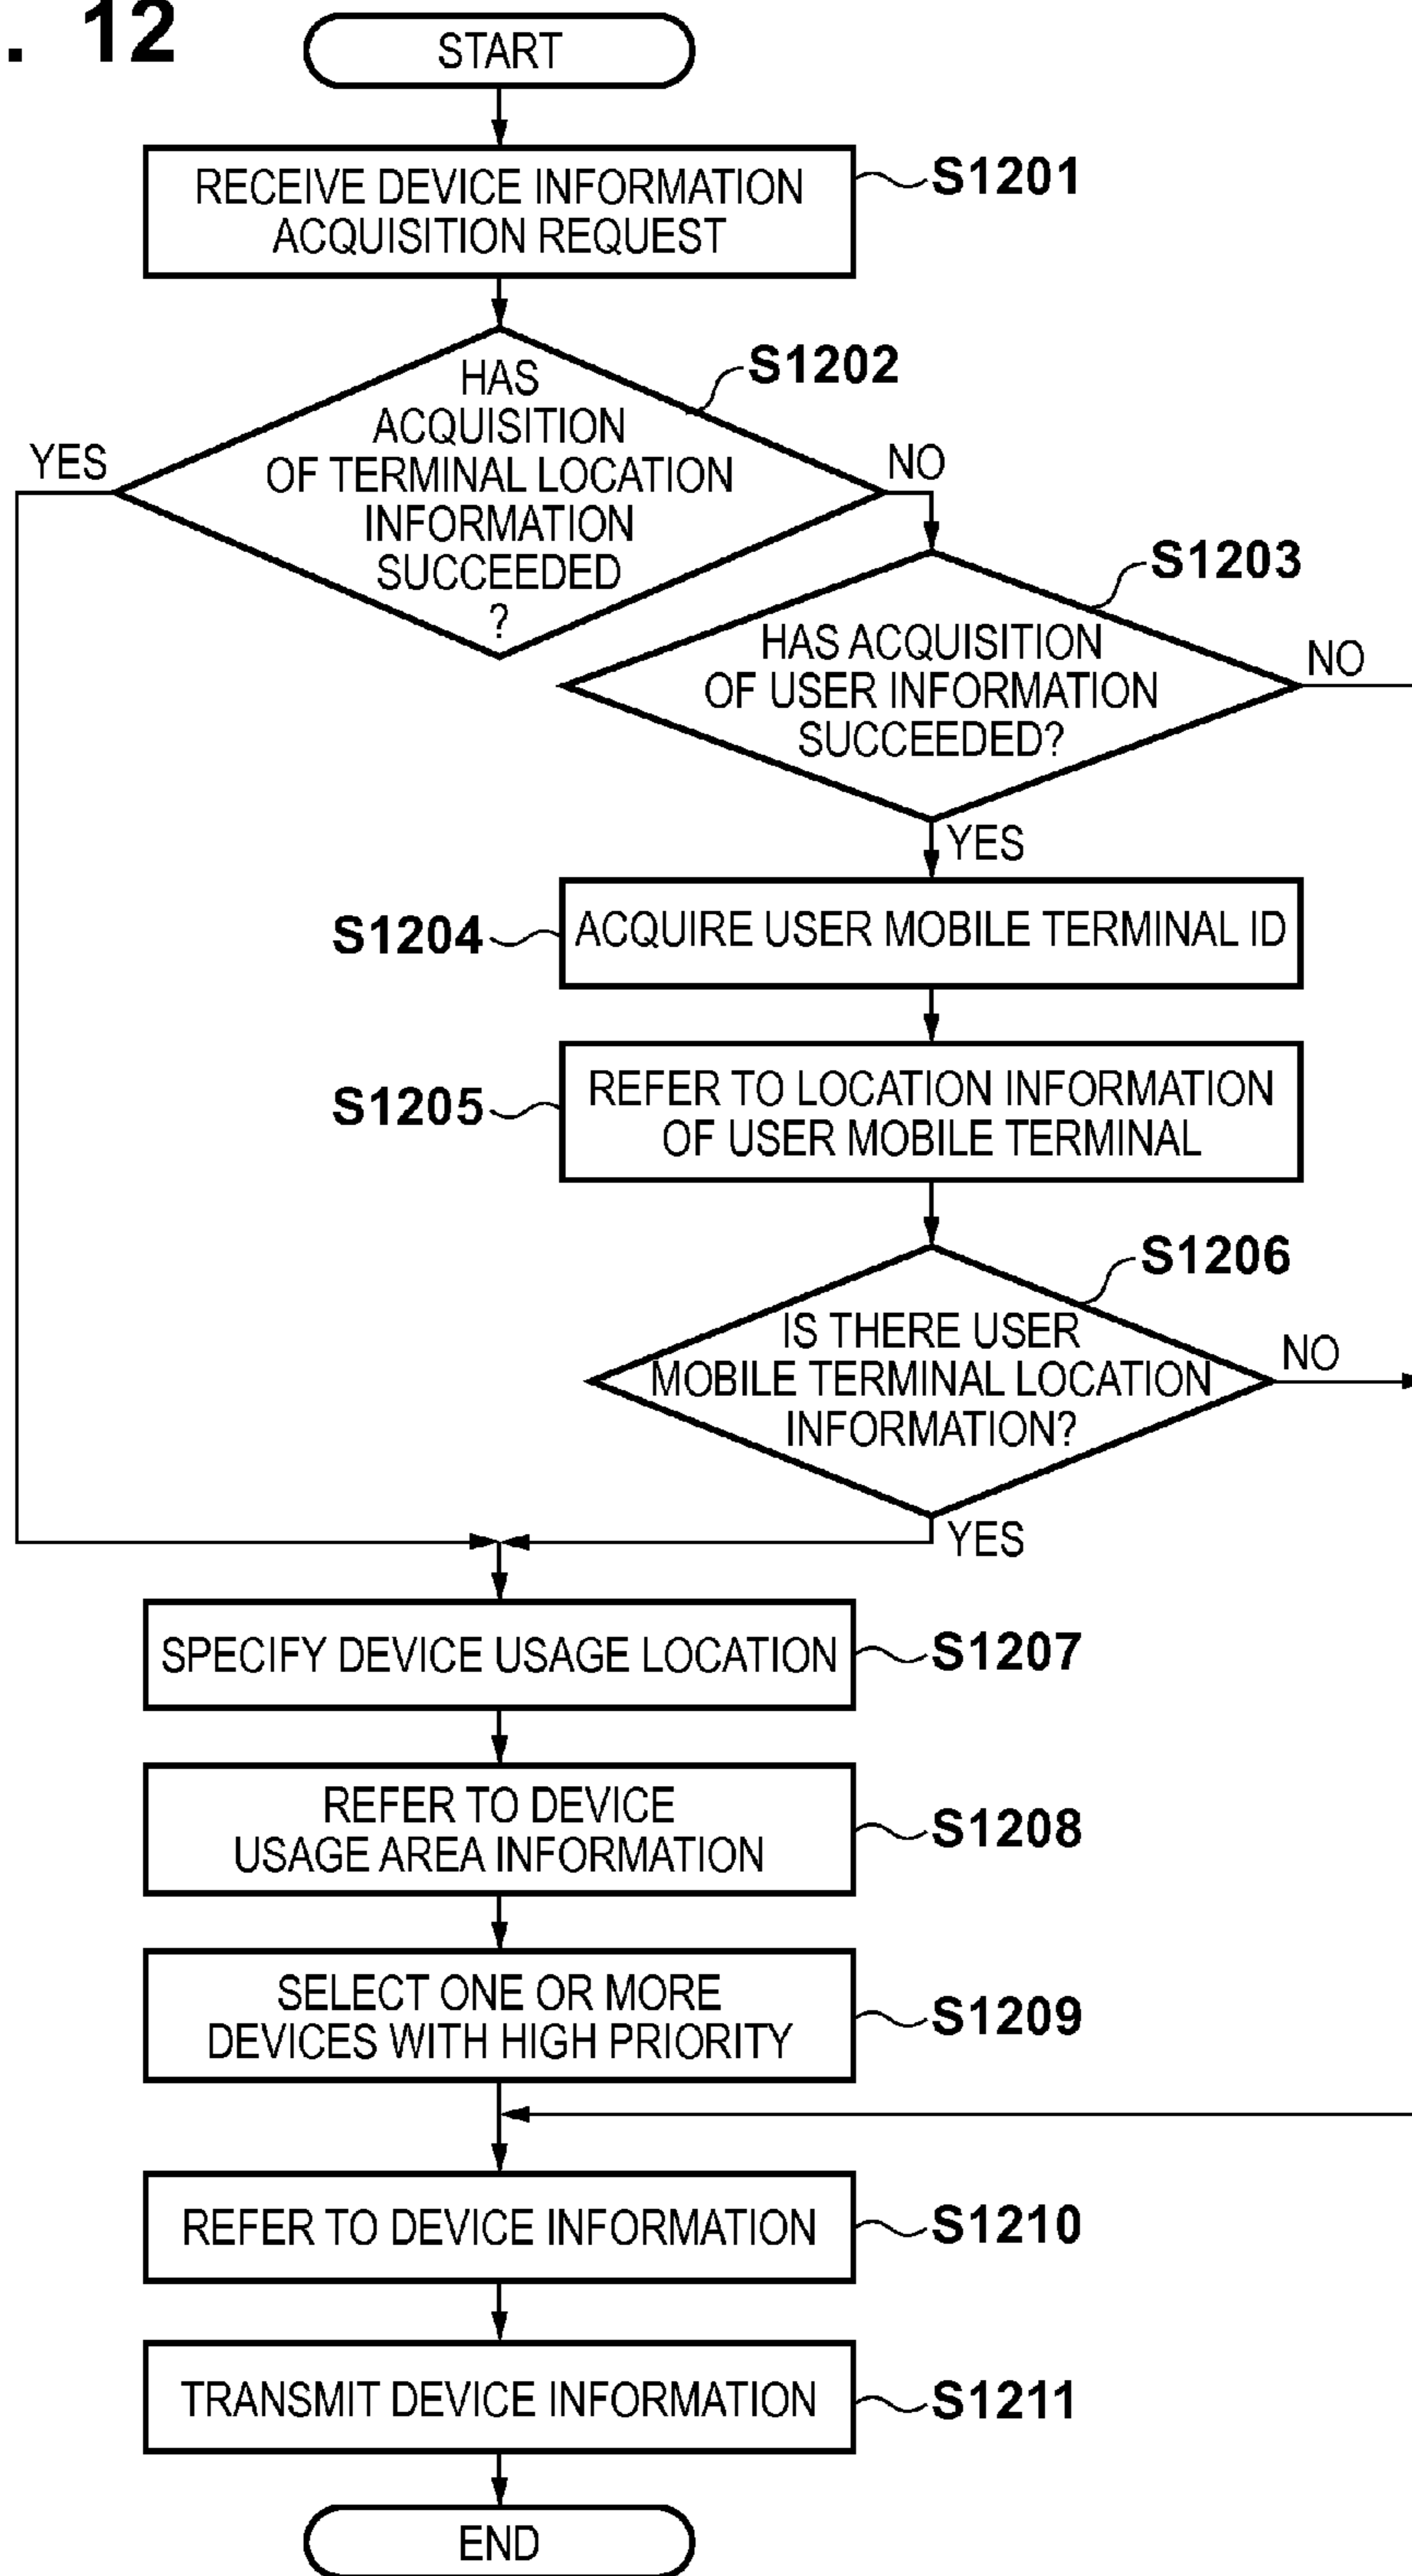 . 12
START
RECEIVE DEVICE INFORMATION
ACQUISITION REQUEST
S1201
HAS
ACQUISITION
OF TERMINAL LOCATION
INFORMATION
SUCCEEDED
?
S1202
YES
NO
HAS ACQUISITION
OF USER INFORMATION
SUCCEEDED?
S1203
NO
YES
S1204
ACQUIRE USER MOBILE TERMINAL ID
S1205
REFER TO LOCATION INFORMATION
OF USER MOBILE TERMINAL
S1206
IS THERE USER
MOBILE TERMINAL LOCATION
INFORMATION?
NO
YES
SPECIFY DEVICE USAGE LOCATION
S1207
REFER TO DEVICE
USAGE AREA INFORMATION
S1208
SELECT ONE OR MORE
DEVICES WITH HIGH PRIORITY
S1209
REFER TO DEVICE INFORMATION
S1210
TRANSMIT DEVICE INFORMATION
S1211
END